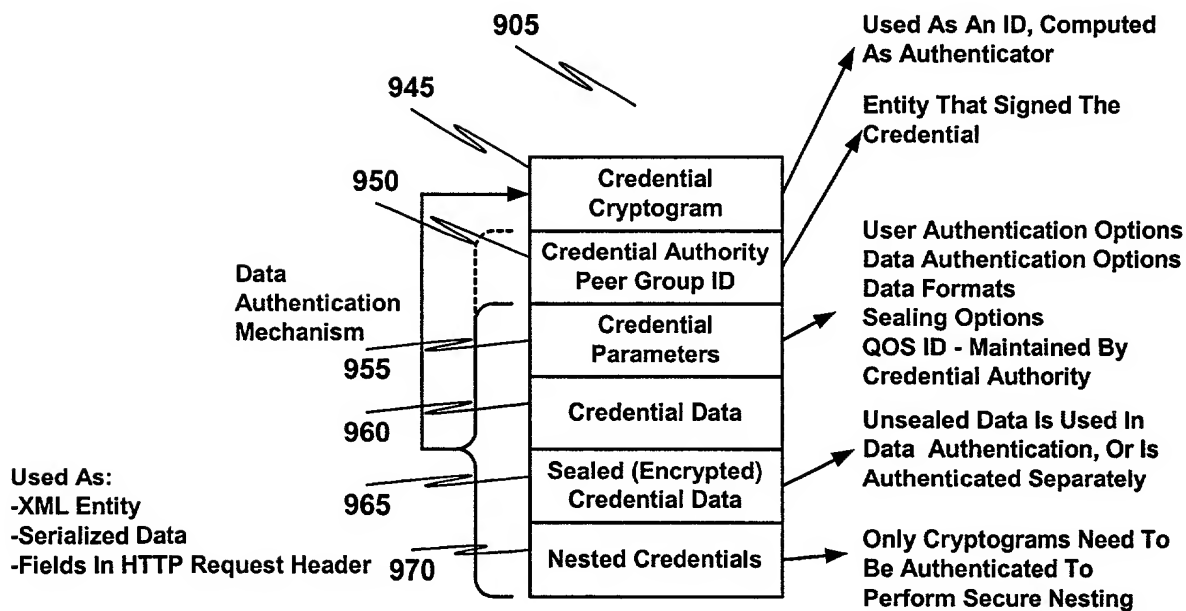 905
Used As An ID, Computed
As Authenticator
945
Entity That Signed The
Credential
950
Credential
Cryptogram
Credential Authority
Peer Group ID
User Authentication Options
Data Authentication Options
Data Formats
Sealing Options
QOS ID - Maintained By
Credential Authority
Data
Authentication
Mechanism
955
Credential
Parameters
960
Credential Data
Unsealed Data Is Used In
Data Authentication, Or Is
Authenticated Separately
Used As:
-XML Entity
-Serialized Data
-Fields In HTTP Request Header
965
Sealed (Encrypted)
Credential Data
970
Nested Credentials
Only Cryptograms Need To
Be Authenticated To
Perform Secure Nesting